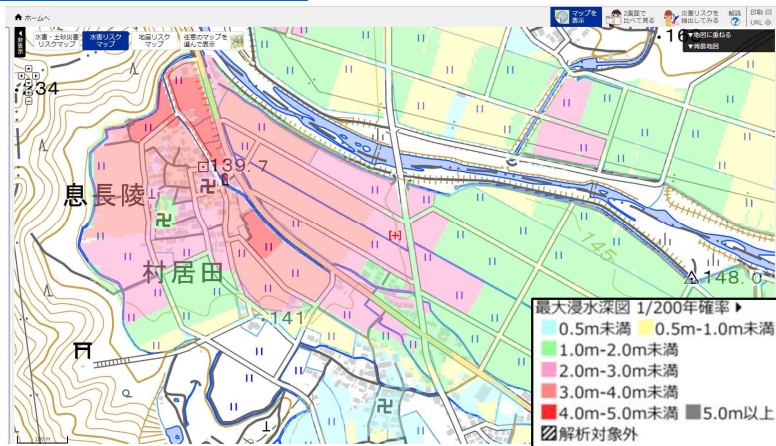 ホームへ
マップを
表示
2画面で
比べて見る
災害リスクを
抽出してみる
解説
印刷
URL
非表示
水害・土砂災害
リスクマップ
水害リスク
マップ
地震リスク
マップ
任意のマップを
選んで表示
▼地図に重ねる
▼背景地図
234
139.7
息長陵
卍
卍
村居田
141
145
148.0
卍
[+]
100 m
最大浸水深図 1/200年確率▶
0.5m未満 0.5m-1.0m未満
1.0m-2.0m未満
2.0m-3.0m未満
3.0m-4.0m未満
4.0m-5.0m未満 5.0m以上
解析対象外